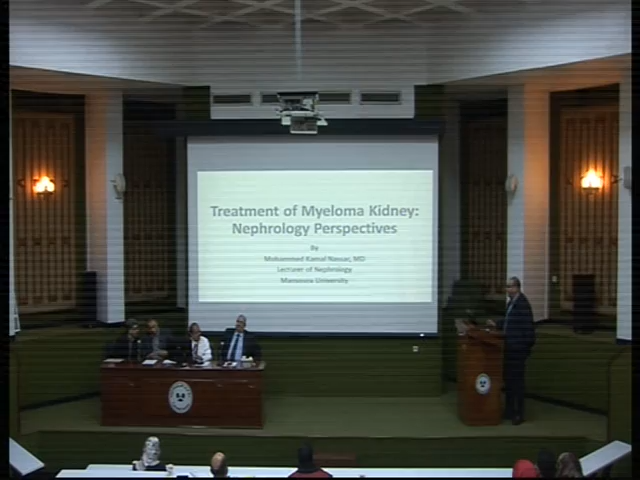 Treatment of Myeloma Kidney:
Nephrology Perspectives
By
Mohammed Kamal Nassar, MD
Lecturer of Nephrology
Mansoura University